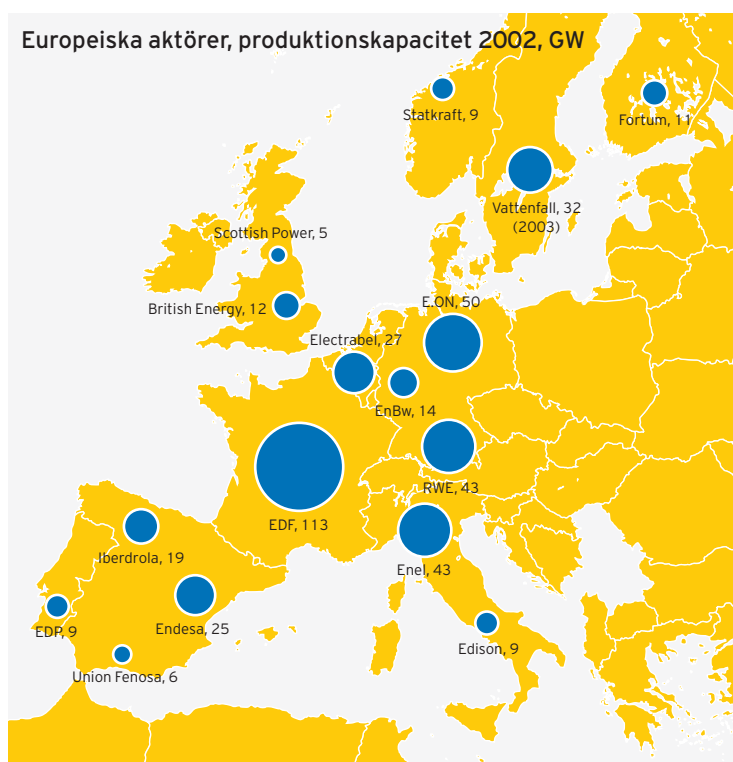 Europeiska aktörer, produktionskapacitet 2002, GW
Statkraft, 9
Fortum, 11
Vattenfall, 32
(2003)
Scottish Power, 5
British Energy, 12
E.ON, 50
Electrabel, 27
EnBw, 14
RWE, 43
EDF, 113
Iberdrola, 19
Enel, 43
EDP, 9
Endesa, 25
Edison, 9
Union Fenosa, 6